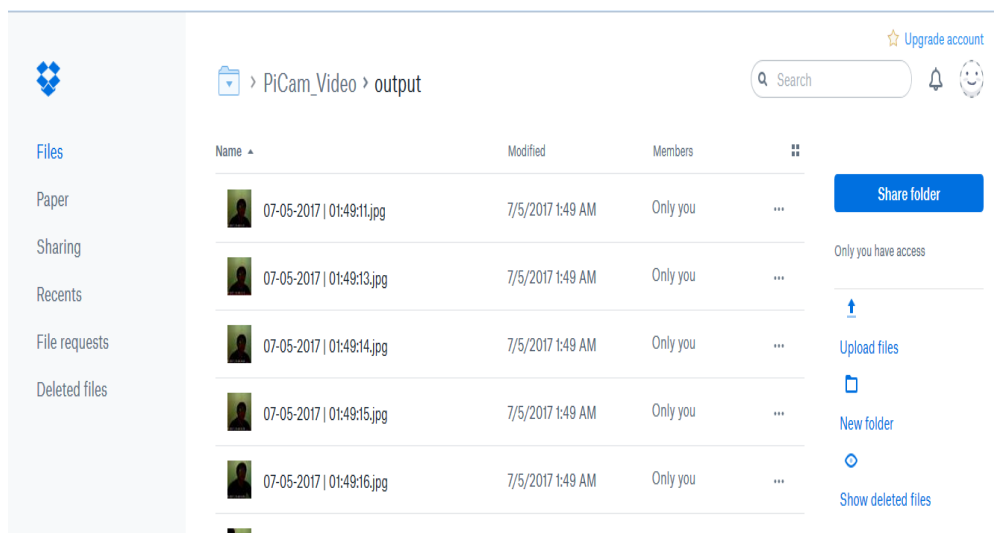 Upgrade account
PiCam_Video › output
Search
Files
Paper
Sharing
Recents
File requests
Deleted files
Name Modified Members
07-05-2017 | 01:49:11.jpg 7/5/2017 1:49 AM Only you
07-05-2017 | 01:49:13.jpg 7/5/2017 1:49 AM Only you
07-05-2017 | 01:49:14.jpg 7/5/2017 1:49 AM Only you
07-05-2017 | 01:49:15.jpg 7/5/2017 1:49 AM Only you
07-05-2017 | 01:49:16.jpg 7/5/2017 1:49 AM Only you
Share folder
Only you have access
Upload files
New folder
Show deleted files